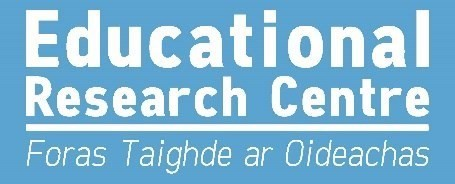 Educational
Research Centre
Foras Taighde ar Oideachas